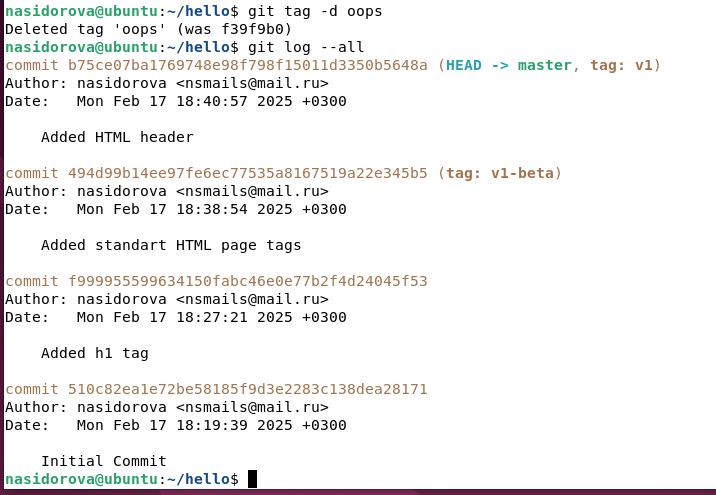 nasidorova@ubuntu:~/hello$ git tag -d oops
Deleted tag 'oops' (was f39f9b0)
nasidorova@ubuntu:~/hello$ git log --all
commit b75ce07ba1769748e98f798f15011d3350b5648a (HEAD -> master, tag: v1)
Author: nasidorova <nsmails@mail.ru>
Date:   Mon Feb 17 18:40:57 2025 +0300
    Added HTML header
commit 494d99b14ee97fe6ec77535a8167519a22e345b5 (tag: v1-beta)
Author: nasidorova <nsmails@mail.ru>
Date:   Mon Feb 17 18:38:54 2025 +0300
    Added standart HTML page tags
commit f999955599634150fabc46e0e77b2f4d24045f53
Author: nasidorova <nsmails@mail.ru>
Date:   Mon Feb 17 18:27:21 2025 +0300
    Added h1 tag
commit 510c82ea1e72be58185f9d3e2283c138dea28171
Author: nasidorova <nsmails@mail.ru>
Date:   Mon Feb 17 18:19:39 2025 +0300
    Initial Commit
nasidorova@ubuntu:~/hello$